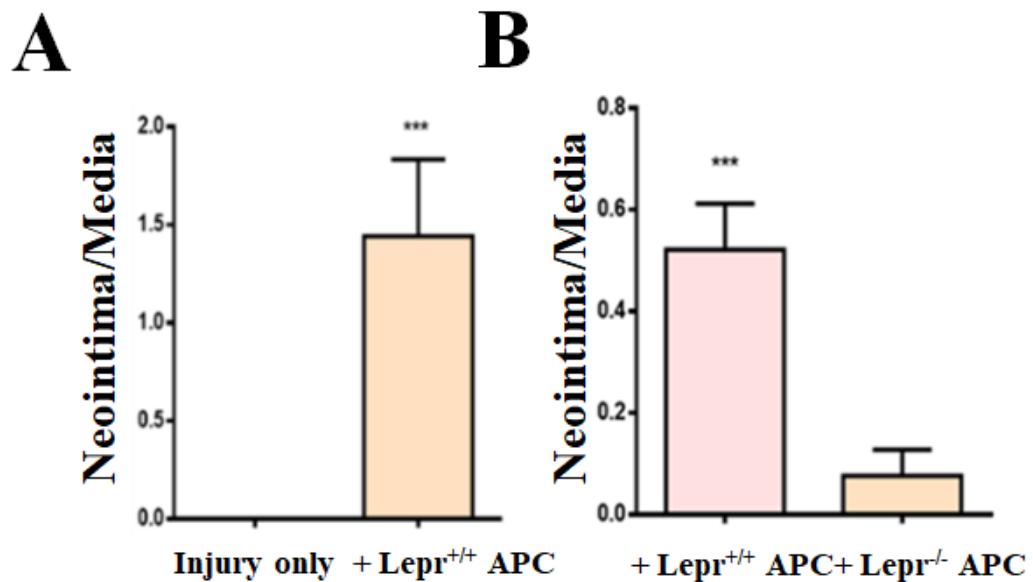 A
B
Neointima/Media
2.0
1.5
1.0
0.5
0.0
***
Injury only + Lepr+/+ APC
Neointima/Media
0.8
0.6
0.4
0.2
0.0
***
+ Lepr+/+ APC + Lepr-/- APC